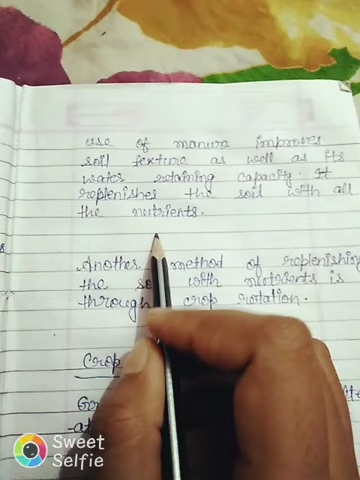 use of manure improves
soil texture as well as its
water retaining capacity. It
replenishes the soil with all
the nutrients.
Another method of replenishing
the with nutrients is
through crop rotation.
Crop
Sweet
Selfie